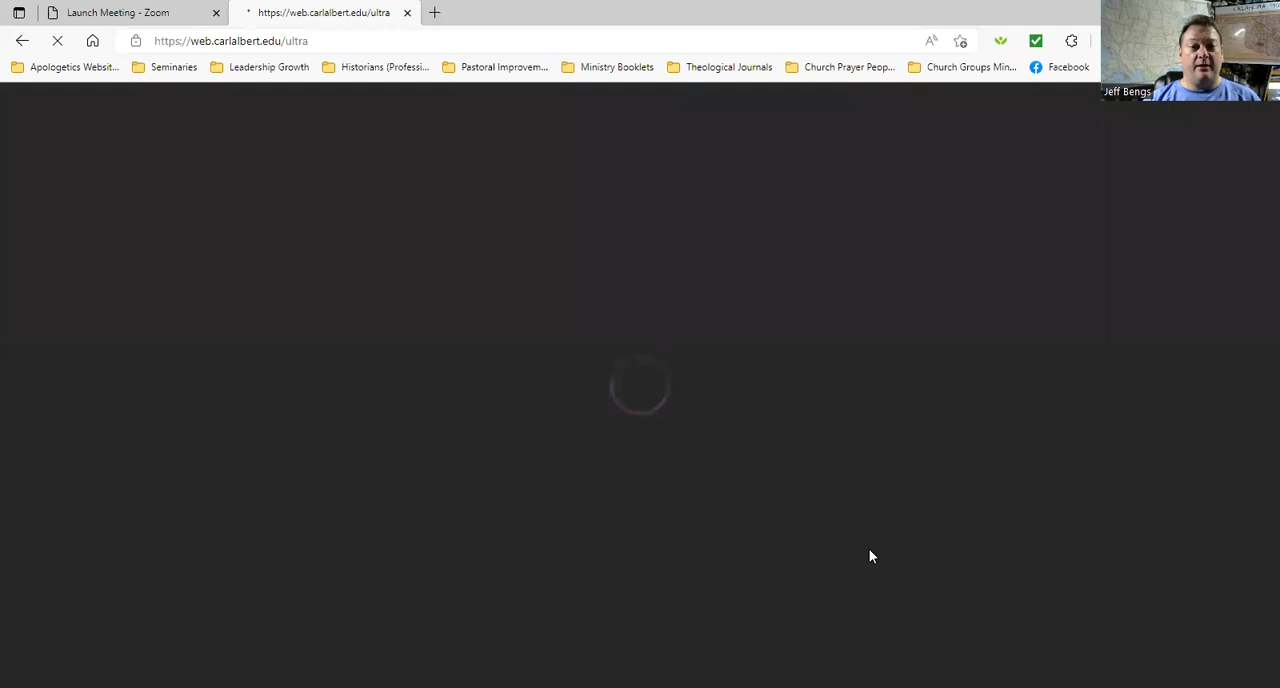 Launch Meeting - Zoom
https://web.carlalbert.edu/ultra
https://web.carlalbert.edu/ultra
Apologetics Websit... Seminaries Leadership Growth Historians (Professi... Pastoral Improvem... Ministry Booklets Theological Journals Church Prayer Peop... Church Groups Min... Facebook
Jeff Bengs